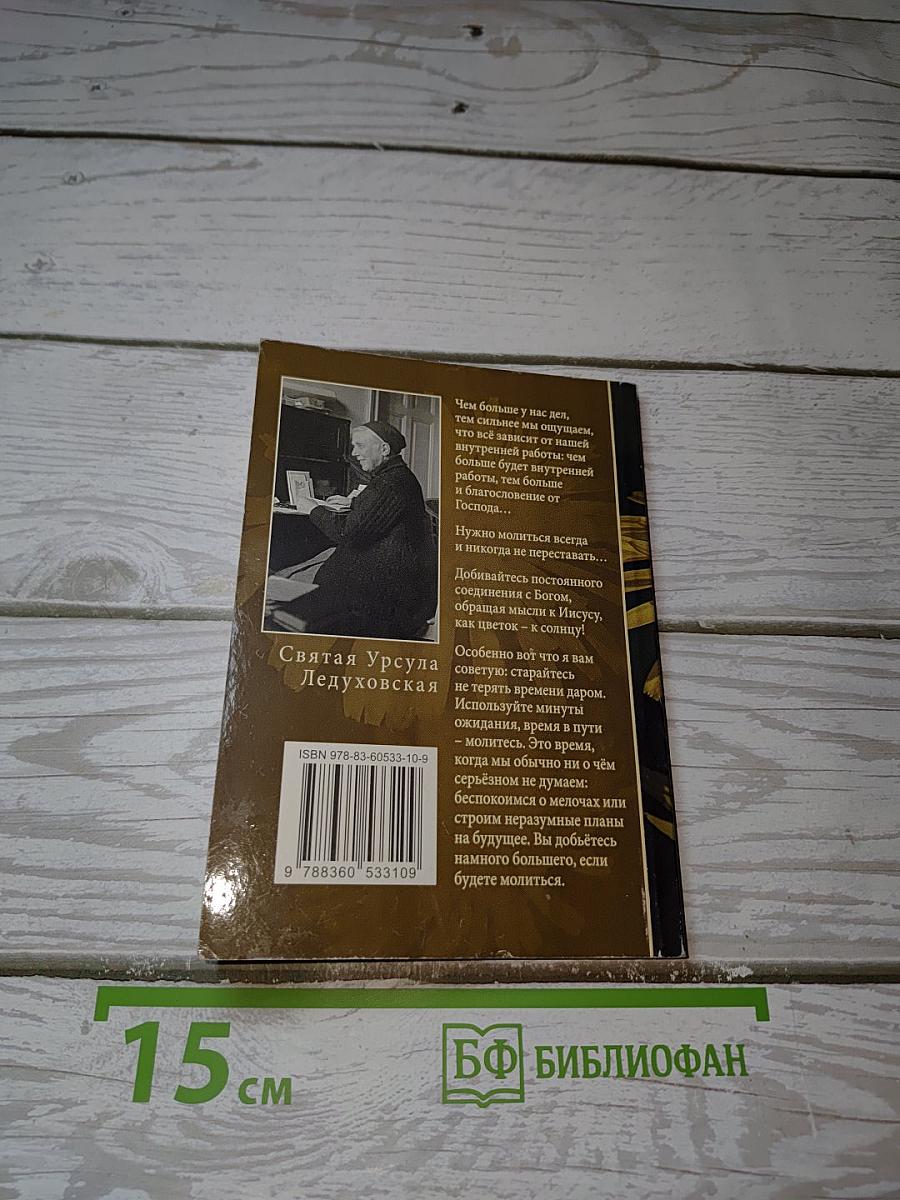 Чем больше у нас дел,
тем сильнее мы ощущаем,
что всё зависит от нашей
внутренней работы: чем
больше будет внутренней
работы, тем больше
и благословение от
Господа…
Нужно молиться всегда
и никогда не переставать…
Добивайтесь постоянного
соединения с Богом,
обращая мысли к Иисусу,
как цветок – к солнцу!
Особенно вот что я вам
советую: старайтесь
не терять времени даром.
Используйте минуты
ожидания, время в пути
– молитесь. Это время,
когда мы обычно ни о чём
серьёзном не думаем:
беспокоимся о мелочах или
строим неразумные планы
на будущее. Вы добьётесь
намного большего, если
будете молиться.
Святая Урсула
Ледуховская
ISBN 978-83-60533-10-9
9 788360 533109
15 см
БФ БИБЛИОФАН